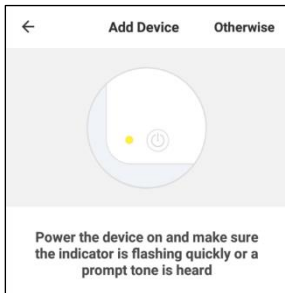 Add Device Otherwise
Power the device on and make sure
the indicator is flashing quickly or a
prompt tone is heard